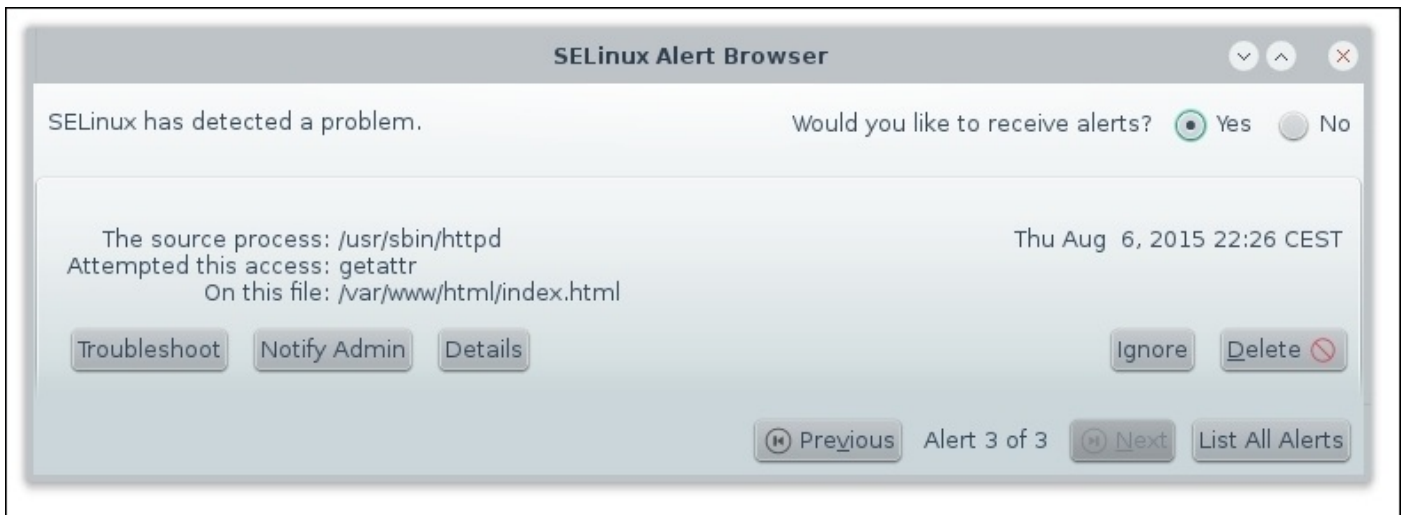 SELinux Alert Browser
SELinux has detected a problem.
Would you like to receive alerts? Yes No
The source process: /usr/sbin/httpd
Thu Aug 6, 2015 22:26 CEST
Attempted this access: getattr
On this file: /var/www/html/index.html
Troubleshoot Notify Admin Details Ignore Delete
Previous Alert 3 of 3 Next List All Alerts